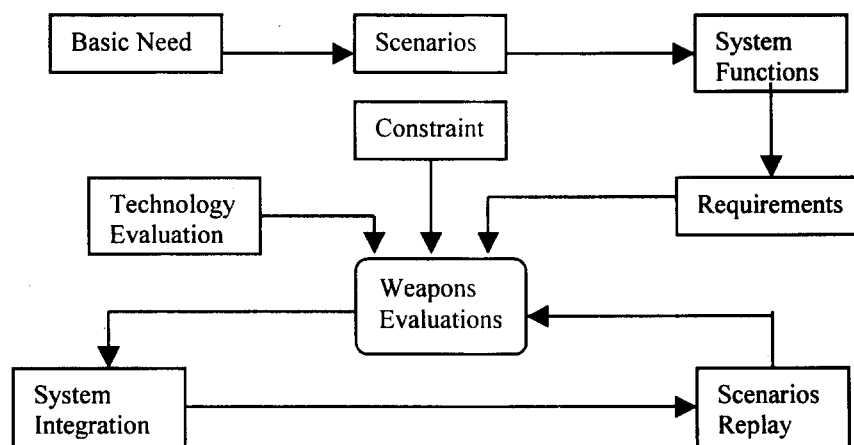 Basic Need
Scenarios
System
Functions
Constraint
Technology
Evaluation
Requirements
Weapons
Evaluations
System
Integration
Scenarios
Replay